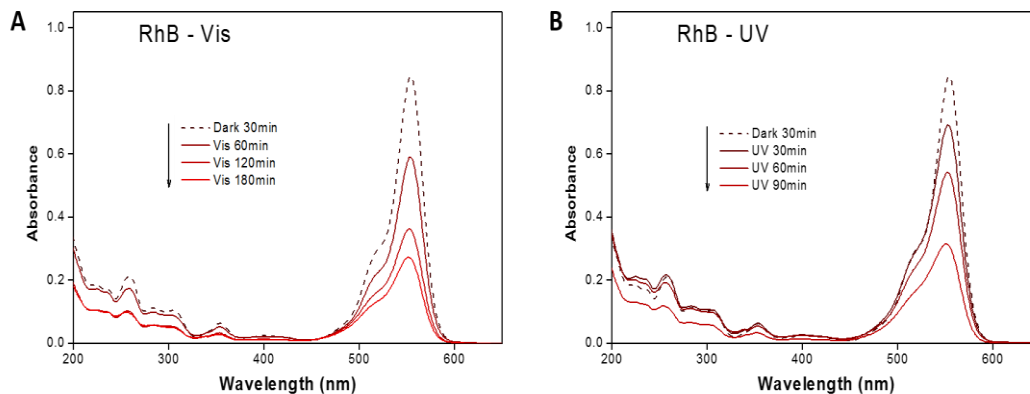 A
RhB - Vis
1.0
0.8
0.6
0.4
0.2
0.0
Absorbance
Dark 30min
Vis 60min
Vis 120min
Vis 180min
200
300
400
500
600
Wavelength (nm)
B
RhB - UV
1.0
0.8
0.6
0.4
0.2
0.0
Absorbance
Dark 30min
UV 30min
UV 60min
UV 90min
200
300
400
500
600
Wavelength (nm)